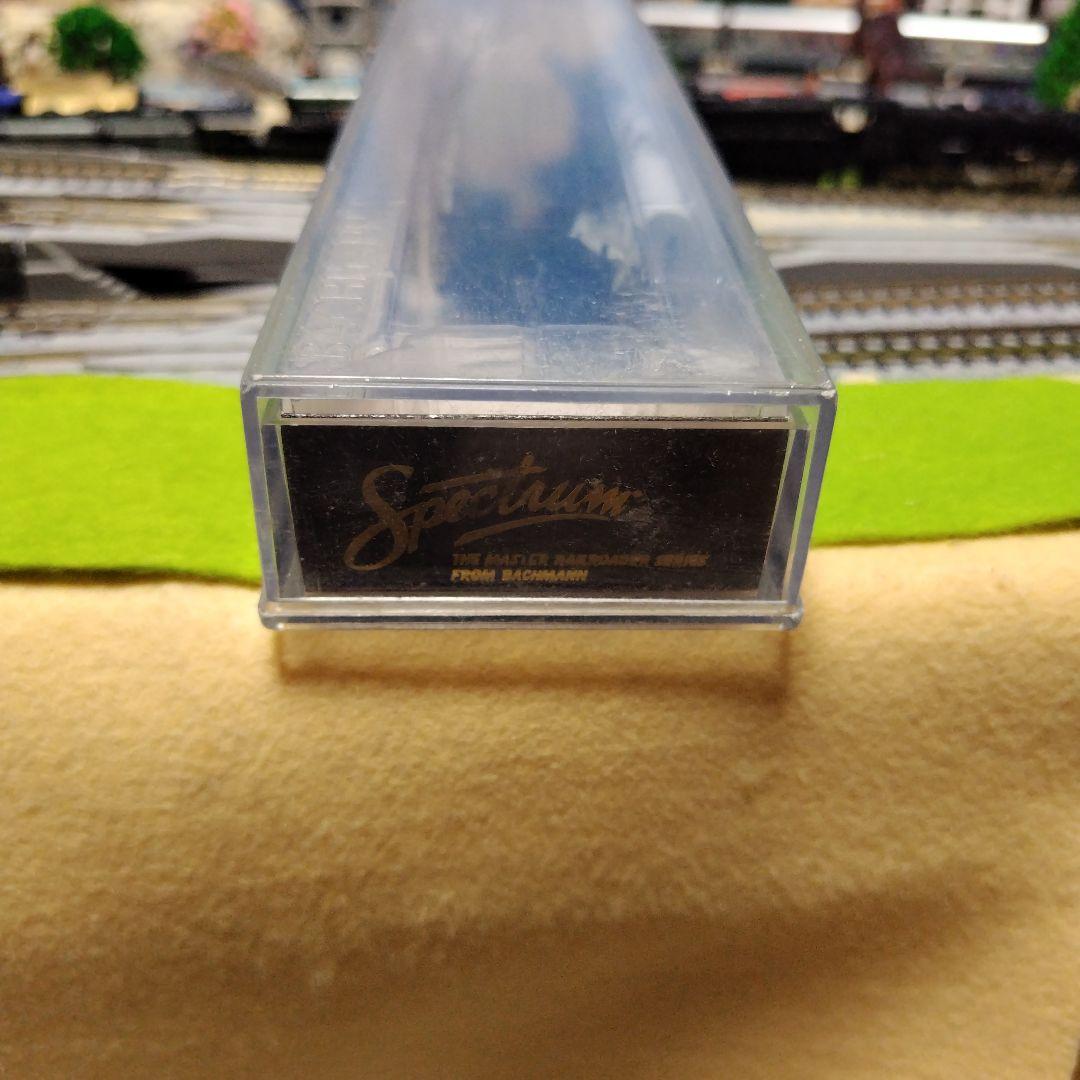 Spectrum
THE MASTER RAILROADER SERIES
FROM BACHMANN